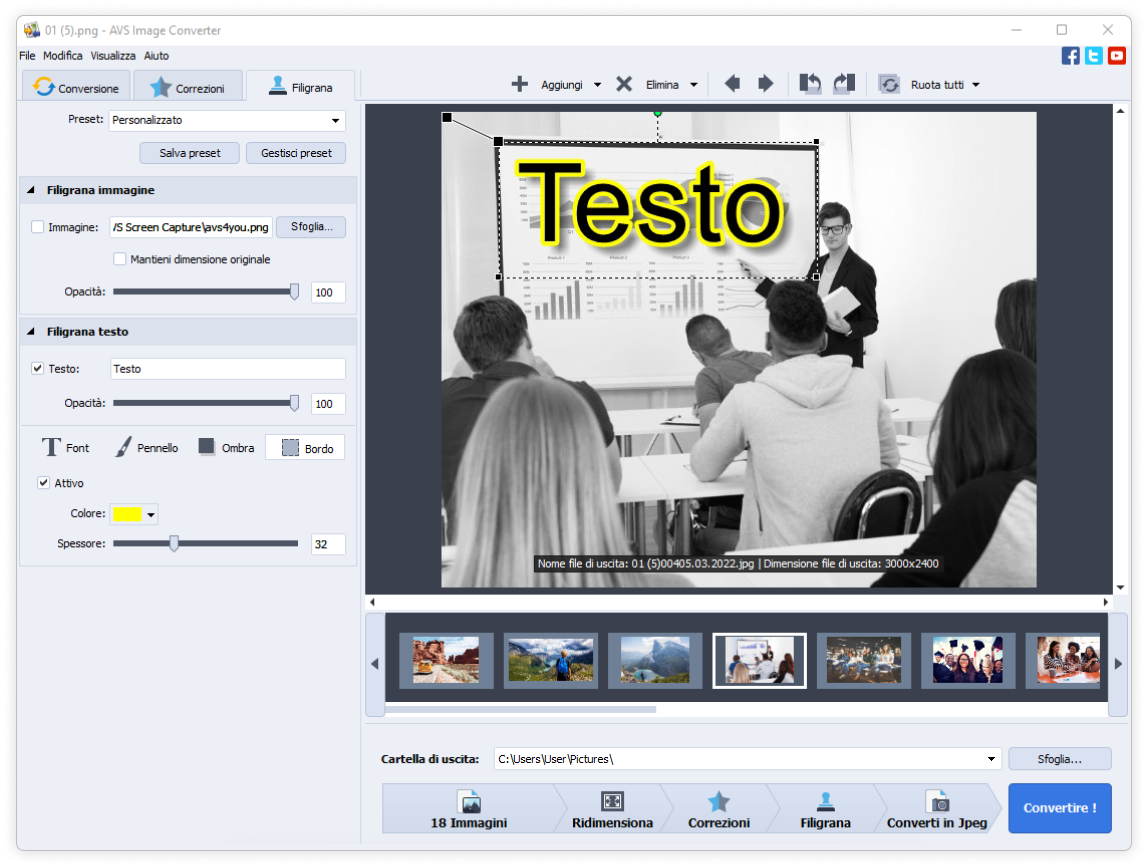 01 (5).png - AVS Image Converter
File Modifica Visualizza Aiuto
Conversione Correzioni Filigrana
Aggiungi Elimina Ruota tutti
Preset: Personalizzato
Salva preset Gestisci preset
Filigrana immagine
Immagine: /S Screen Capture\avs4you.png Sfoglia...
Mantieni dimensione originale
Opacità: 100
Filigrana testo
Testo: Testo
Opacità: 100
Font Pennello Ombra Bordo
Attivo
Colore:
Spessore: 32
Testo
Nome file di uscita: 01 (5)00405.03.2022.jpg | Dimensione file di uscita: 3000x2400
Cartella di uscita: C:\Users\User\Pictures\ Sfoglia...
18 Immagini Ridimensiona Correzioni Filigrana Converti in Jpeg
Convertire !